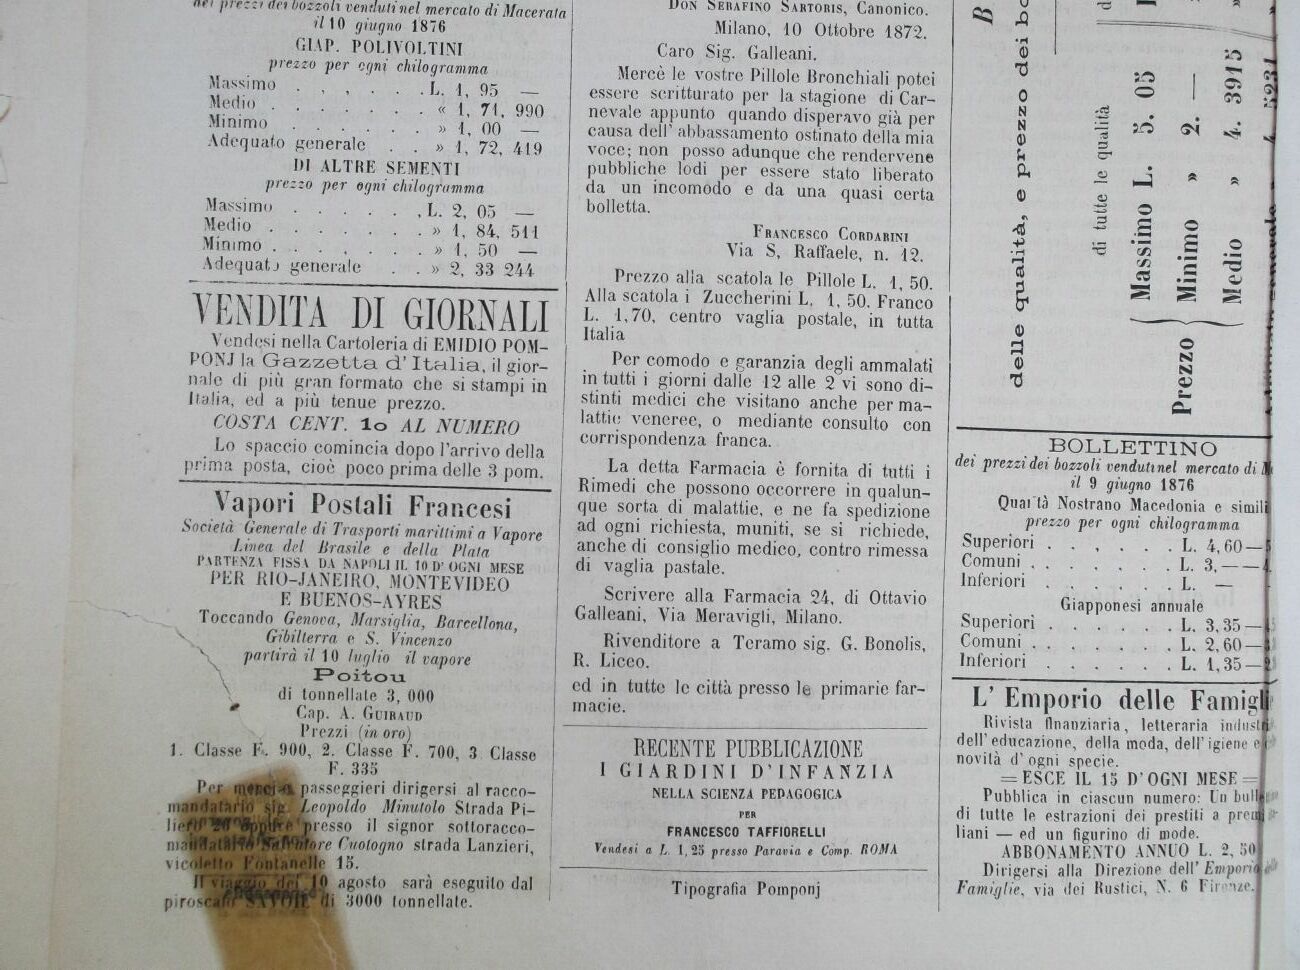 dei prezzi dei bozzoli venduti nel mercato di Macerata
il 10 giugno 1876
GIAP. POLIVOLTINI
prezzo per ogni chilogramma
Massimo . . , . . . . L. 1, 95 —
Medio . . . . . . . « 1, 71, 990
Minimo . . . . . . . » 1, 00 —
Adequato generale . . » 1, 72, 419
DI ALTRE SEMENTI
prezzo per ogni chilogramma
Massimo . . . . . . , L. 2, 05 —
Medio . . . . . . . » 1, 84, 511
Minimo . . . . . . . » 1, 50 —
Adequato generale . . » 2, 33 244
VENDITA DI GIORNALI
Vendesi nella Cartoleria di EMIDIO POM-
PONJ la Gazzetta d'Italia, il gior-
nale di più gran formato che si stampi in
Italia, ed a più tenue prezzo.
COSTA CENT. 10 AL NUMERO
Lo spaccio comincia dopo l'arrivo della
prima posta, cioè poco prima delle 3 pom.
Vapori Postali Francesi
Società Generale di Trasporti marittimi a Vapore
Linea del Brasile e della Plata
PARTENZA FISSA DA NAPOLI IL 10 D'OGNI MESE
PER RIO-JANEIRO, MONTEVIDEO
E BUENOS-AYRES
Toccando Genova, Marsiglia, Barcellona,
Gibilterra e S. Vincenzo
partirà il 10 luglio il vapore
Poitou
di tonnellate 3, 000
Cap. A. GUIRAUD
Prezzi (in oro)
1. Classe F. 900, 2. Classe F. 700, 3 Classe
F. 335
Per merci o passeggieri dirigersi al racco-
mandatario sig. Leopoldo Minutolo Strada Pi-
liero 28 oppure presso il signor sottoracco-
mandatario Salvatore Cuotogno strada Lanzieri,
vicoletto Fontanelle 15.
Il viaggio del 10 agosto sarà eseguito dal
piroscafo SAVOIE di 3000 tonnellate.
DON SERAFINO SARTORIS, Canonico.
Milano, 10 Ottobre 1872.
Caro Sig. Galleani.
Mercè le vostre Pillole Bronchiali potei
essere scritturato per la stagione di Car-
nevale appunto quando disperavo già per
causa dell'abbassamento ostinato della mia
voce; non posso adunque che rendervene
pubbliche lodi per essere stato liberato
da un incomodo e da una quasi certa
bolletta.
FRANCESCO CORDARINI
Via S, Raffaele, n. 12.
Prezzo alla scatola le Pillole L. 1, 50.
Alla scatola i Zuccherini L. 1, 50. Franco
L. 1,70, centro vaglia postale, in tutta
Italia
Per comodo e garanzia degli ammalati
in tutti i giorni dalle 12 alle 2 vi sono di-
stinti medici che visitano anche per ma-
lattie veneree, o mediante consulto con
corrispondenza franca.
La detta Farmacia è fornita di tutti i
Rimedi che possono occorrere in qualun-
que sorta di malattie, e ne fa spedizione
ad ogni richiesta, muniti, se si richiede,
anche di consiglio medico, contro rimessa
di vaglia pastale.
Scrivere alla Farmacia 24, di Ottavio
Galleani, Via Meravigli, Milano.
Rivenditore a Teramo sig. G. Bonolis,
R. Liceo.
ed in tutte le città presso le primarie far-
macie.
RECENTE PUBBLICAZIONE
I GIARDINI D'INFANZIA
NELLA SCIENZA PEDAGOGICA
PER
FRANCESCO TAFFIORELLI
Vendesi a L. 1,25 presso Paravia e Comp. ROMA
Tipografia Pomponj
B
delle qualità, e prezzo dei bo
di tutte le qualità
Prezzo
Massimo L. 5. 05
Minimo » 2. —
Medio » 4. 3915
generale » 4 5231
BOLLETTINO
dei prezzi dei bozzoli venduti nel mercato di M
il 9 giugno 1876
Qualità Nostrano Macedonia e simili
prezzo per ogni chilogramma
Superiori . . , . . . L. 4,60—
Comuni . . . . . . . L. 3,——
Inferiori . . . . . . L. —
Giapponesi annuale
Superiori . . . . . . L. 3,35—
Comuni . . . . . . . L. 2,60—
Inferiori . . . . . . L. 1,35—
L' Emporio delle Famigli
Rivista finanziaria, letteraria industri
dell'educazione, della moda, dell'igiene e
novità d'ogni specie.
= ESCE IL 15 D'OGNI MESE =
Pubblica in ciascun numero: Un bull
di tutte le estrazioni dei prestiti a premi
liani — ed un figurino di mode.
ABBONAMENTO ANNUO L. 2, 50
Dirigersi alla Direzione dell'Emporio
Famiglie, via dei Rustici, N. 6 Firenze.